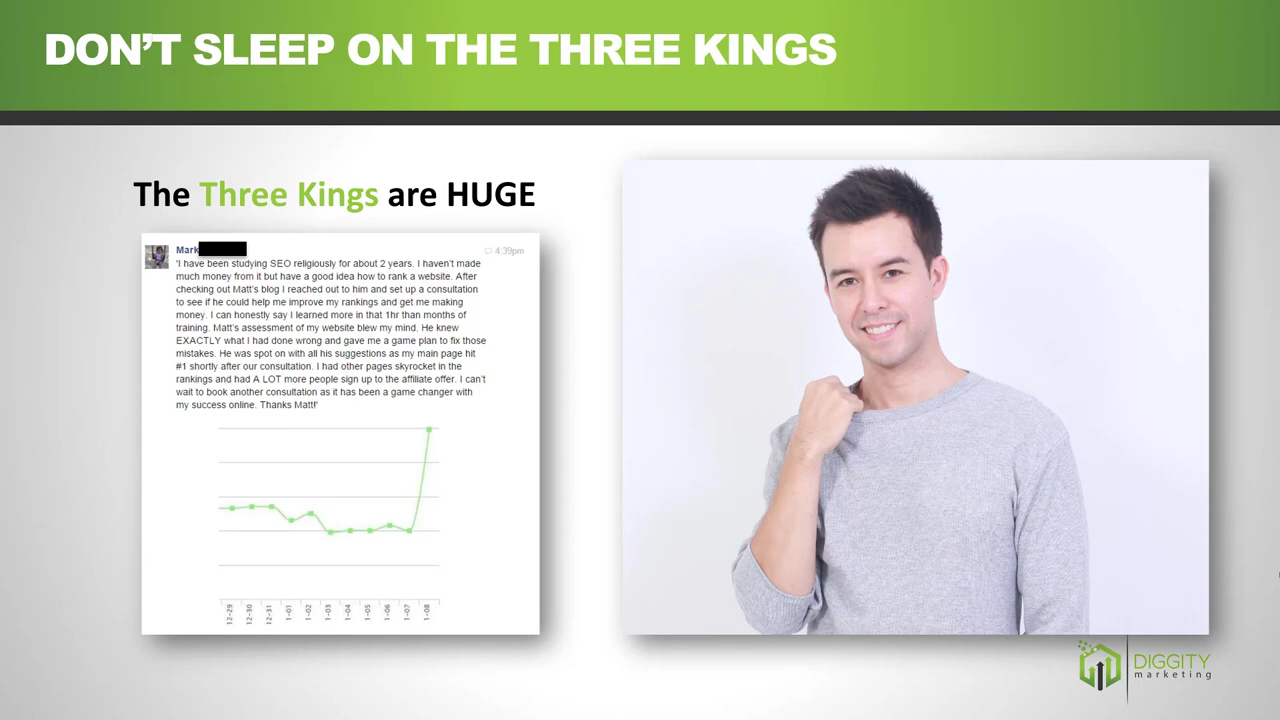 DON'T SLEEP ON THE THREE KINGS
The Three Kings are HUGE
Mark
4:39pm
'I have been studying SEO religiously for about 2 years. I haven't made
much money from it but have a good idea how to rank a website. After
checking out Matt's blog I reached out to him and set up a consultation
to see if he could help me improve my rankings and get me making
money. I can honestly say I learned more in that 1hr than months of
training. Matt's assessment of my website blew my mind. He knew
EXACTLY what I had done wrong and gave me a game plan to fix those
mistakes. He was spot on with all his suggestions as my main page hit
#1 shortly after our consultation. I had other pages skyrocket in the
rankings and had A LOT more people sign up to the affiliate offer. I can't
wait to book another consultation as it has been a game changer with
my success online. Thanks Matt!'
12-29
12-30
12-31
1-01
1-02
1-03
1-04
1-05
1-06
1-07
1-08
DIGGITY
marketing